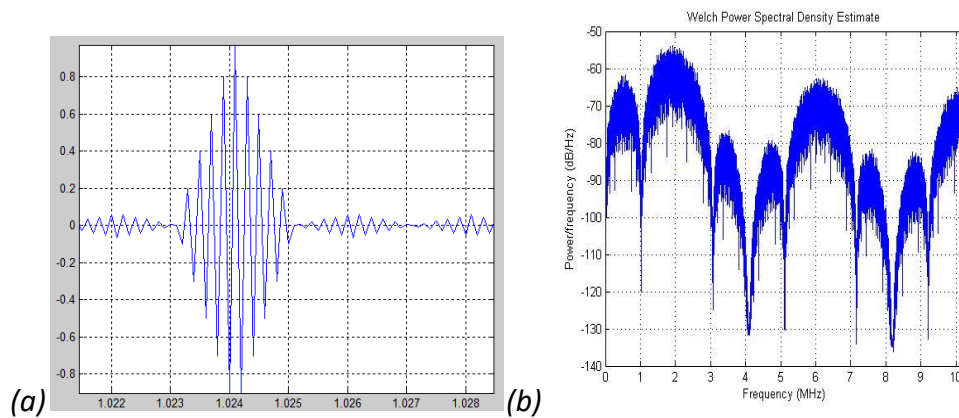 0.8
0.6
0.4
0.2
0
-0.2
-0.4
-0.6
-0.8
1.022 1.023 1.024 1.025 1.026 1.027 1.028
(a)
Welch Power Spectral Density Estimate
Power/frequency (dB/Hz)
-50
-60
-70
-80
-90
-100
-110
-120
-130
-140
0 1 2 3 4 5 6 7 8 9 10
Frequency (MHz)
(b)